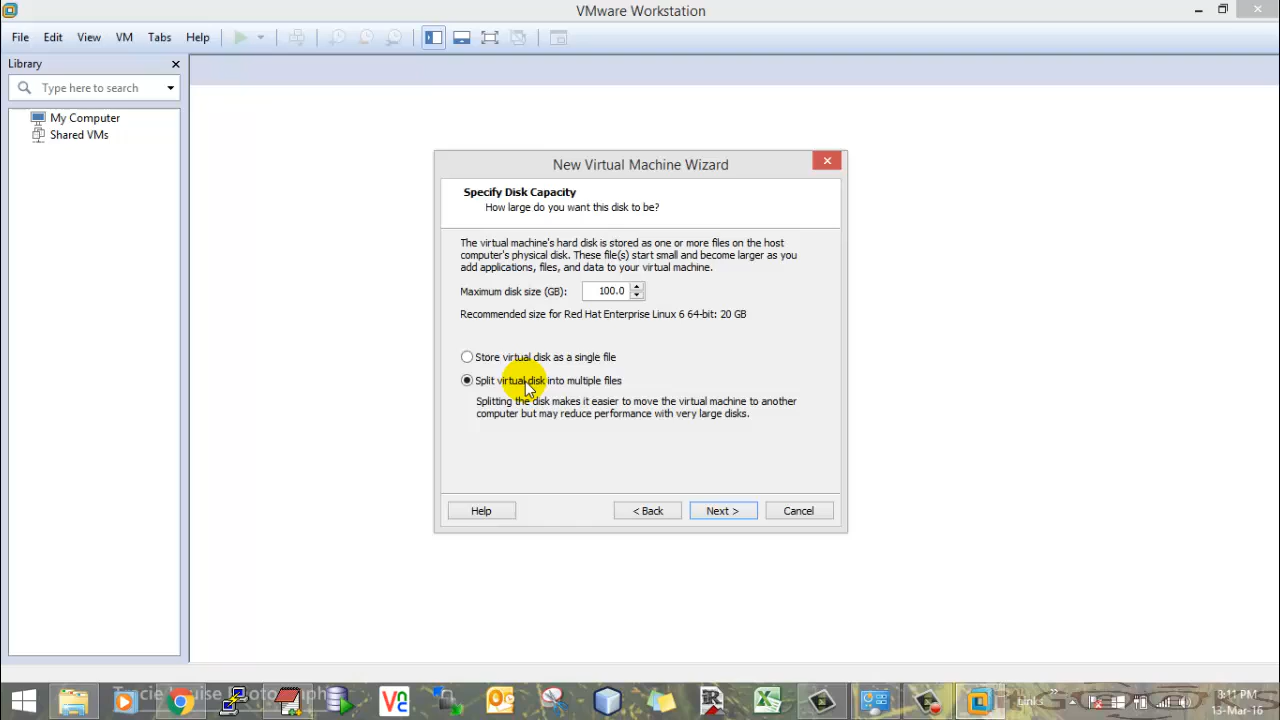 VMware Workstation
File Edit View VM Tabs Help
Library
Type here to search
My Computer
Shared VMs
New Virtual Machine Wizard
Specify Disk Capacity
How large do you want this disk to be?
The virtual machine's hard disk is stored as one or more files on the host
computer's physical disk. These file(s) start small and become larger as you
add applications, files, and data to your virtual machine.
Maximum disk size (GB): 100.0
Recommended size for Red Hat Enterprise Linux 6 64-bit: 20 GB
Store virtual disk as a single file
Split virtual disk into multiple files
Splitting the disk makes it easier to move the virtual machine to another
computer but may reduce performance with very large disks.
Help < Back Next > Cancel
Links
8:11 PM
13-Mar-16